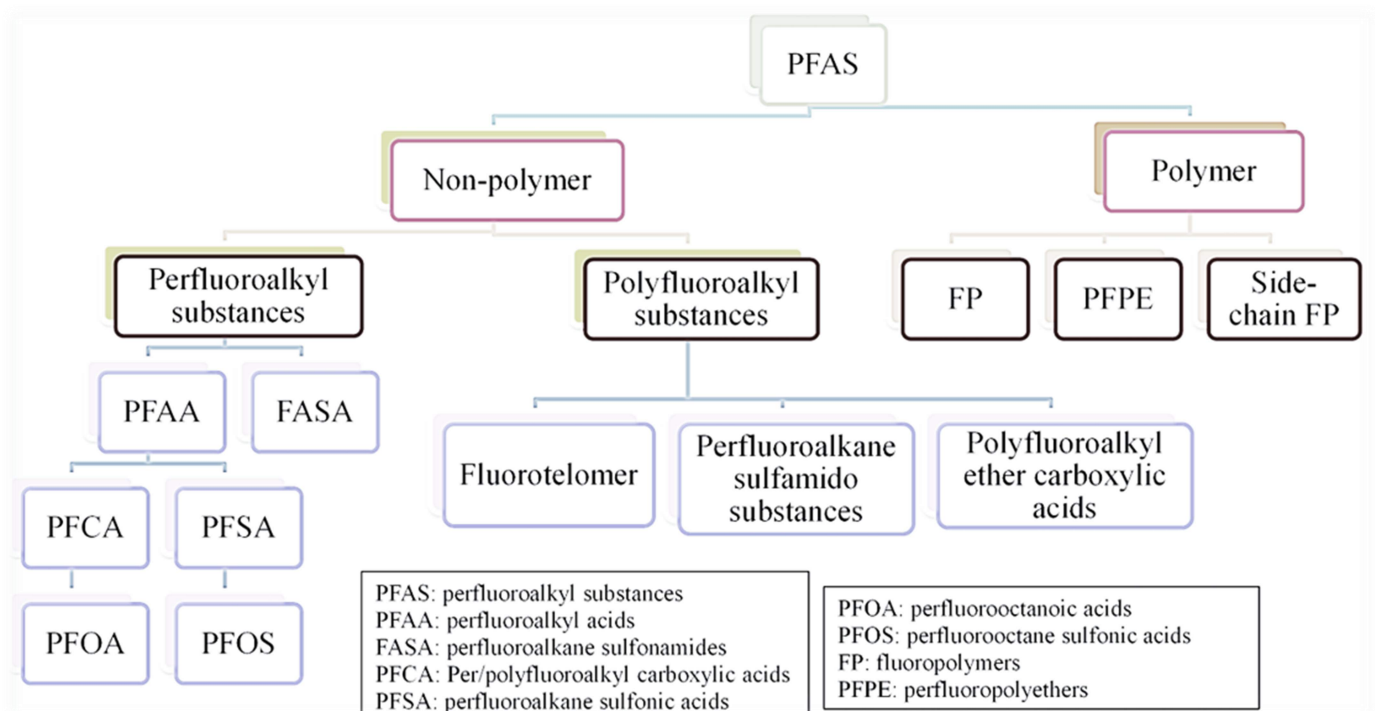 PFAS
Non-polymer
Polymer
Perfluoroalkyl
substances
Polyfluoroalkyl
substances
FP
PFPE
Side-
chain FP
PFAA
FASA
Fluorotelomer
Perfluoroalkane
sulfamido
substances
Polyfluoroalkyl
ether carboxylic
acids
PFCA
PFSA
PFOA
PFOS
PFAS: perfluoroalkyl substances
PFAA: perfluoroalkyl acids
FASA: perfluoroalkane sulfonamides
PFCA: Per/polyfluoroalkyl carboxylic acids
PFSA: perfluoroalkane sulfonic acids
PFOA: perfluorooctanoic acids
PFOS: perfluorooctane sulfonic acids
FP: fluoropolymers
PFPE: perfluoropolyethers